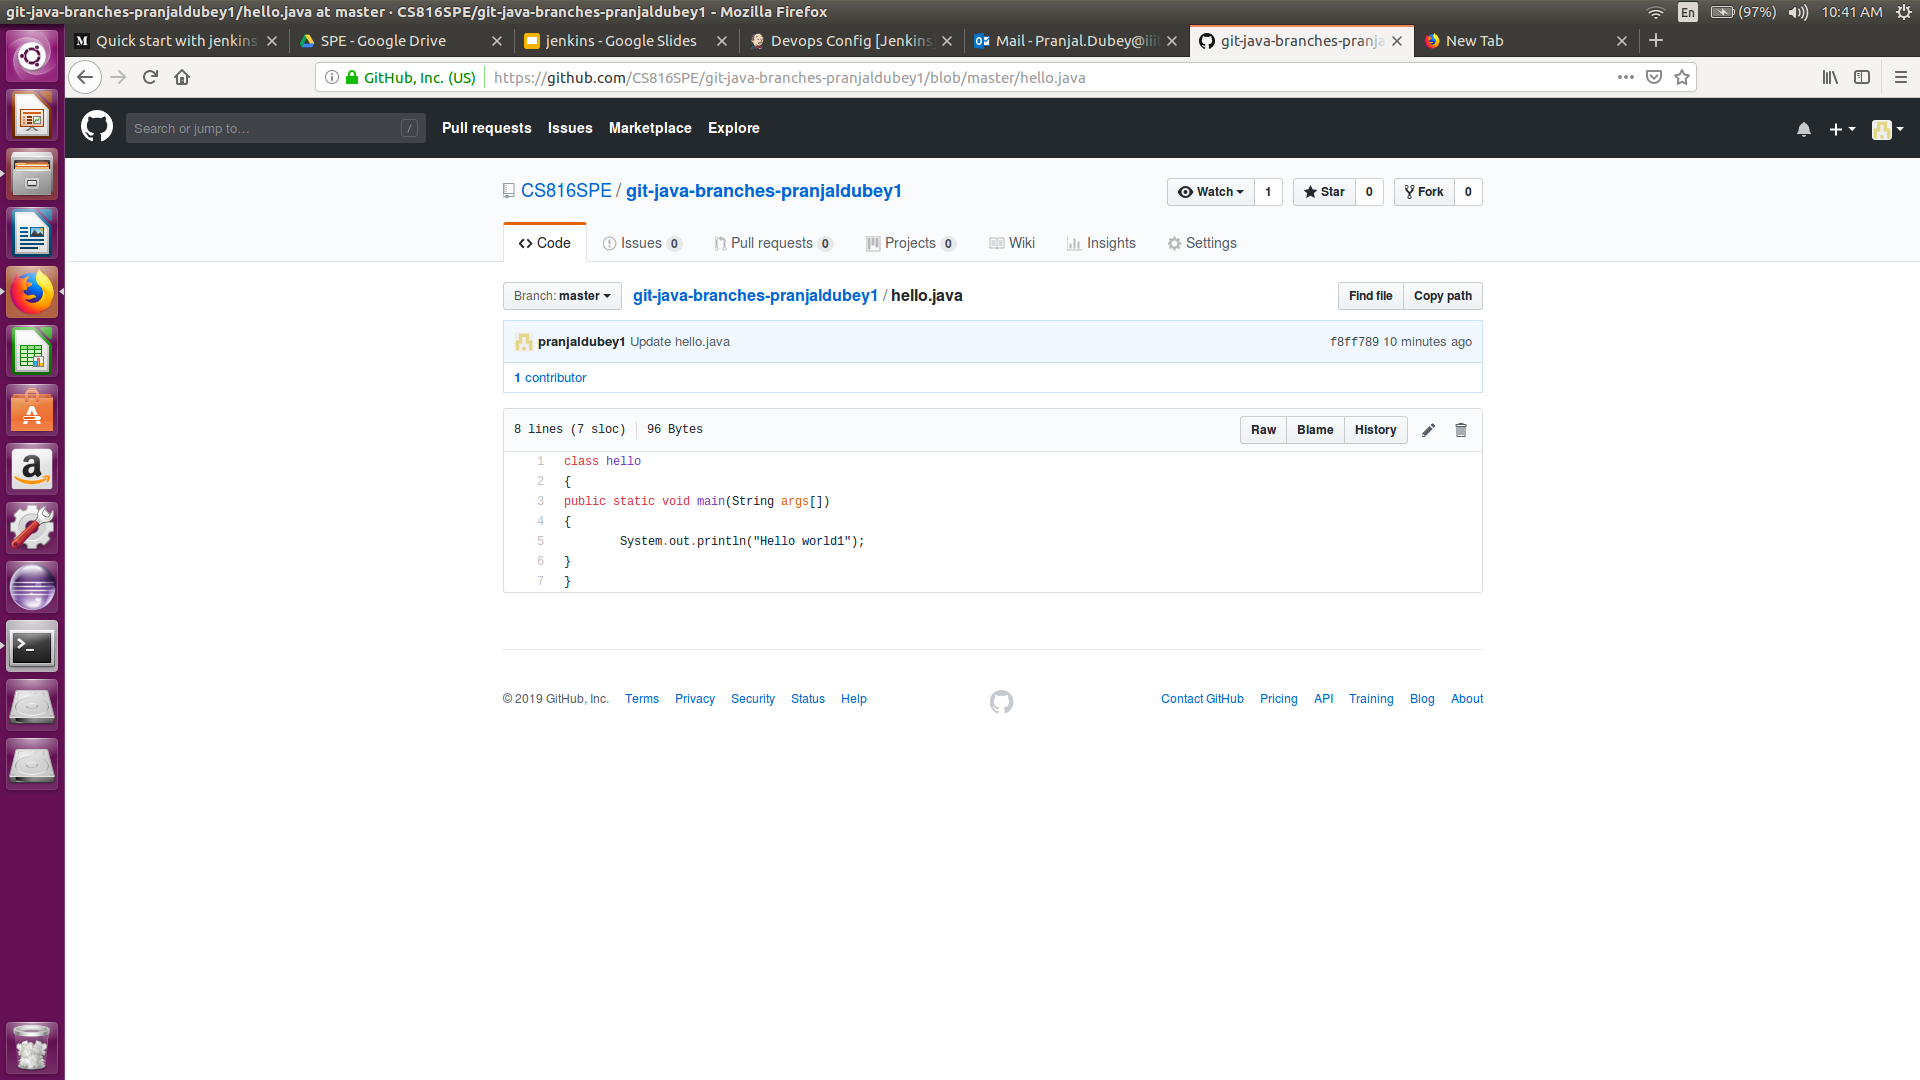 git-java-branches-pranjaldubey1/hello.java at master · CS816SPE/git-java-branches-pranjaldubey1 - Mozilla Firefox
En (97%) 10:41 AM
Quick start with jenkins
SPE - Google Drive
jenkins - Google Slides
Devops Config [Jenkins]
Mail - Pranjal.Dubey@iii
git-java-branches-pranja
New Tab
GitHub, Inc. (US) https://github.com/CS816SPE/git-java-branches-pranjaldubey1/blob/master/hello.java
Search or jump to... / Pull requests Issues Marketplace Explore
CS816SPE / git-java-branches-pranjaldubey1
Watch 1 Star 0 Fork 0
Code Issues 0 Pull requests 0 Projects 0 Wiki Insights Settings
Branch: master git-java-branches-pranjaldubey1 / hello.java Find file Copy path
pranjaldubey1 Update hello.java f8ff789 10 minutes ago
1 contributor
8 lines (7 sloc) 96 Bytes Raw Blame History
1 class hello
2 {
3 public static void main(String args[])
4 {
5 System.out.println("Hello world1");
6 }
7 }
© 2019 GitHub, Inc. Terms Privacy Security Status Help Contact GitHub Pricing API Training Blog About